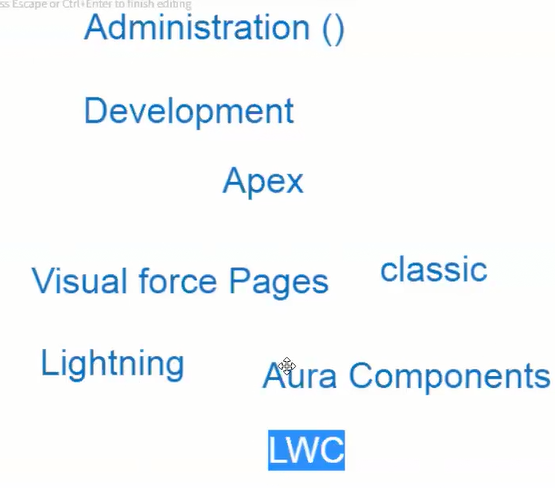 ss Escape or Ctrl+Enter to finish editing
Administration ()
Development
Apex
Visual force Pages classic
Lightning Aura Components
LWC